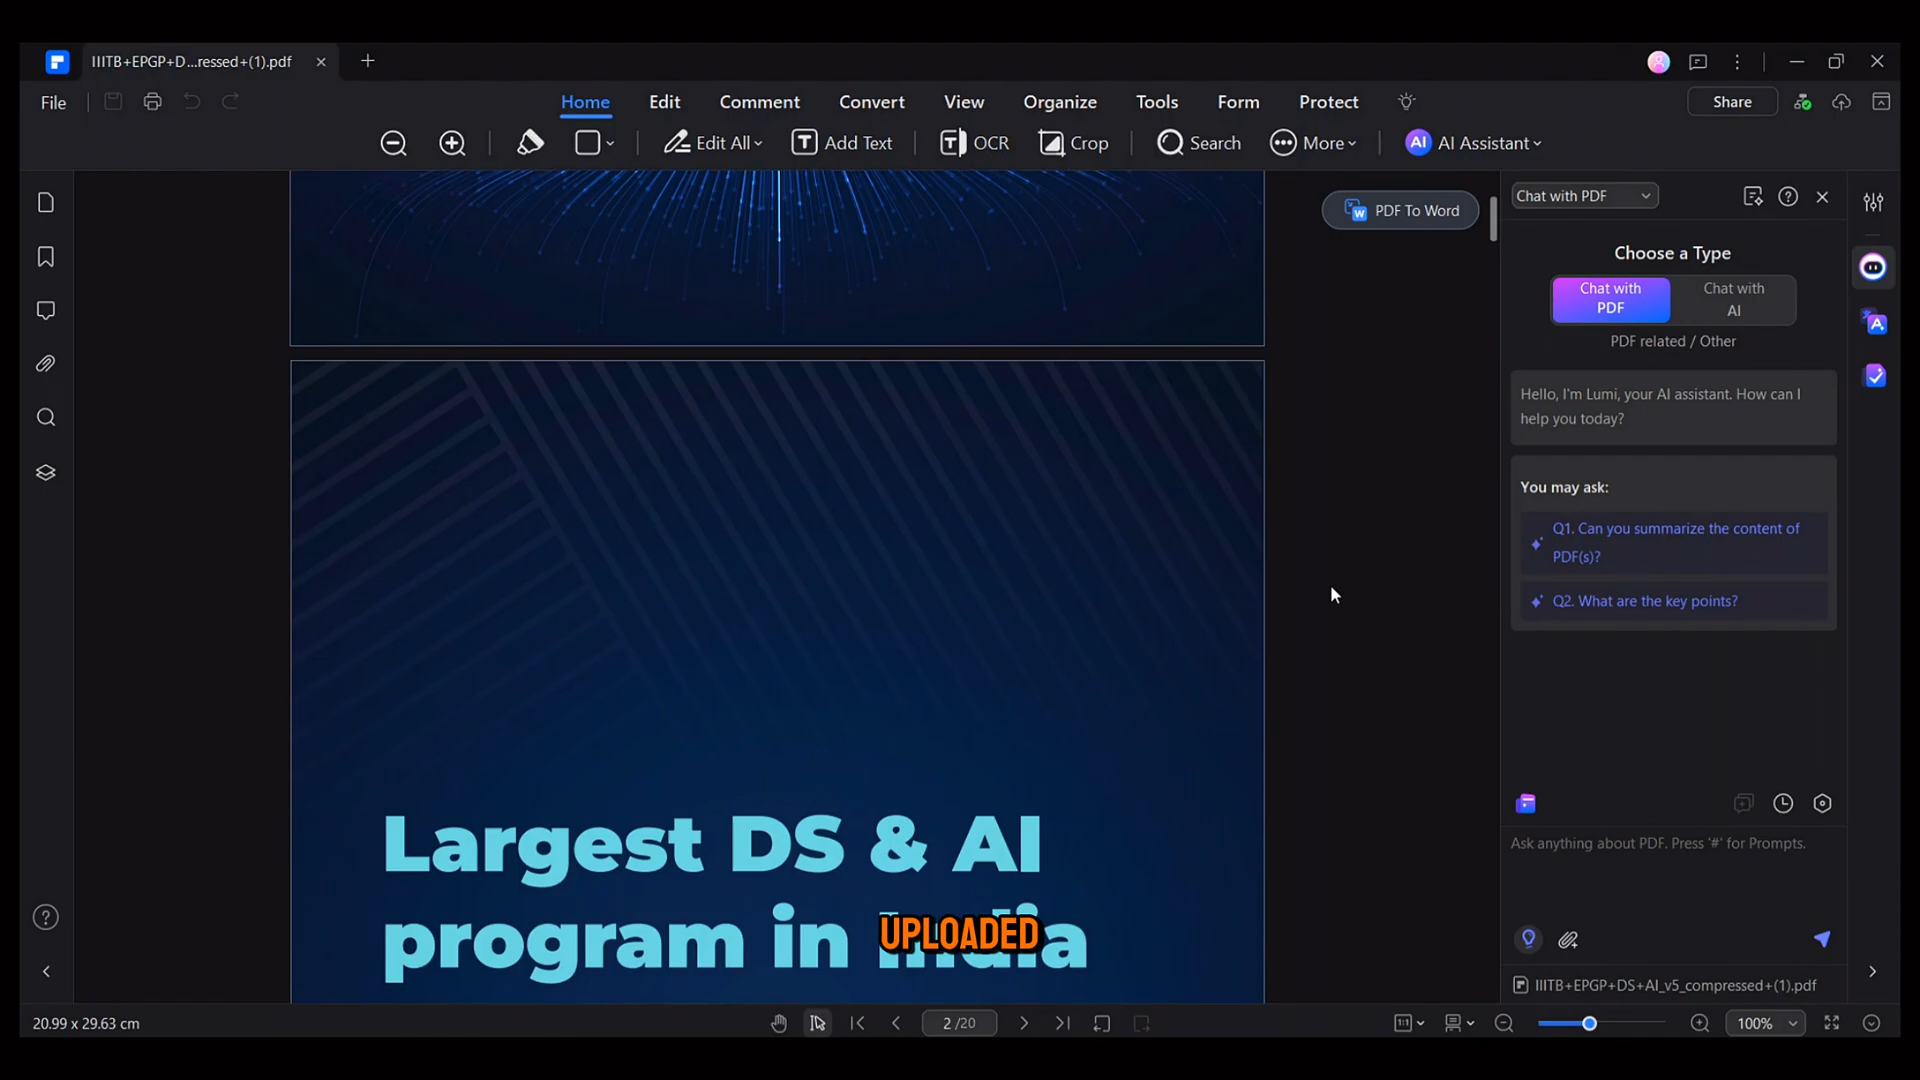 IIITB+EPGP+D...ressed+(1).pdf
File
Home
Edit
Comment
Convert
View
Organize
Tools
Form
Protect
Share
Edit All
Add Text
OCR
Crop
Search
More
AI
AI Assistant
PDF To Word
Chat with PDF
Choose a Type
Chat with
PDF
Chat with
AI
PDF related / Other
Hello, I'm Lumi, your AI assistant. How can I
help you today?
You may ask:
Q1. Can you summarize the content of
PDF(s)?
Q2. What are the key points?
Largest DS & AI
program in India
UPLOADED
Ask anything about PDF. Press '#' for Prompts.
IIITB+EPGP+DS+AI_v5_compressed+(1).pdf
20.99 x 29.63 cm
2 /20
1:1
100%